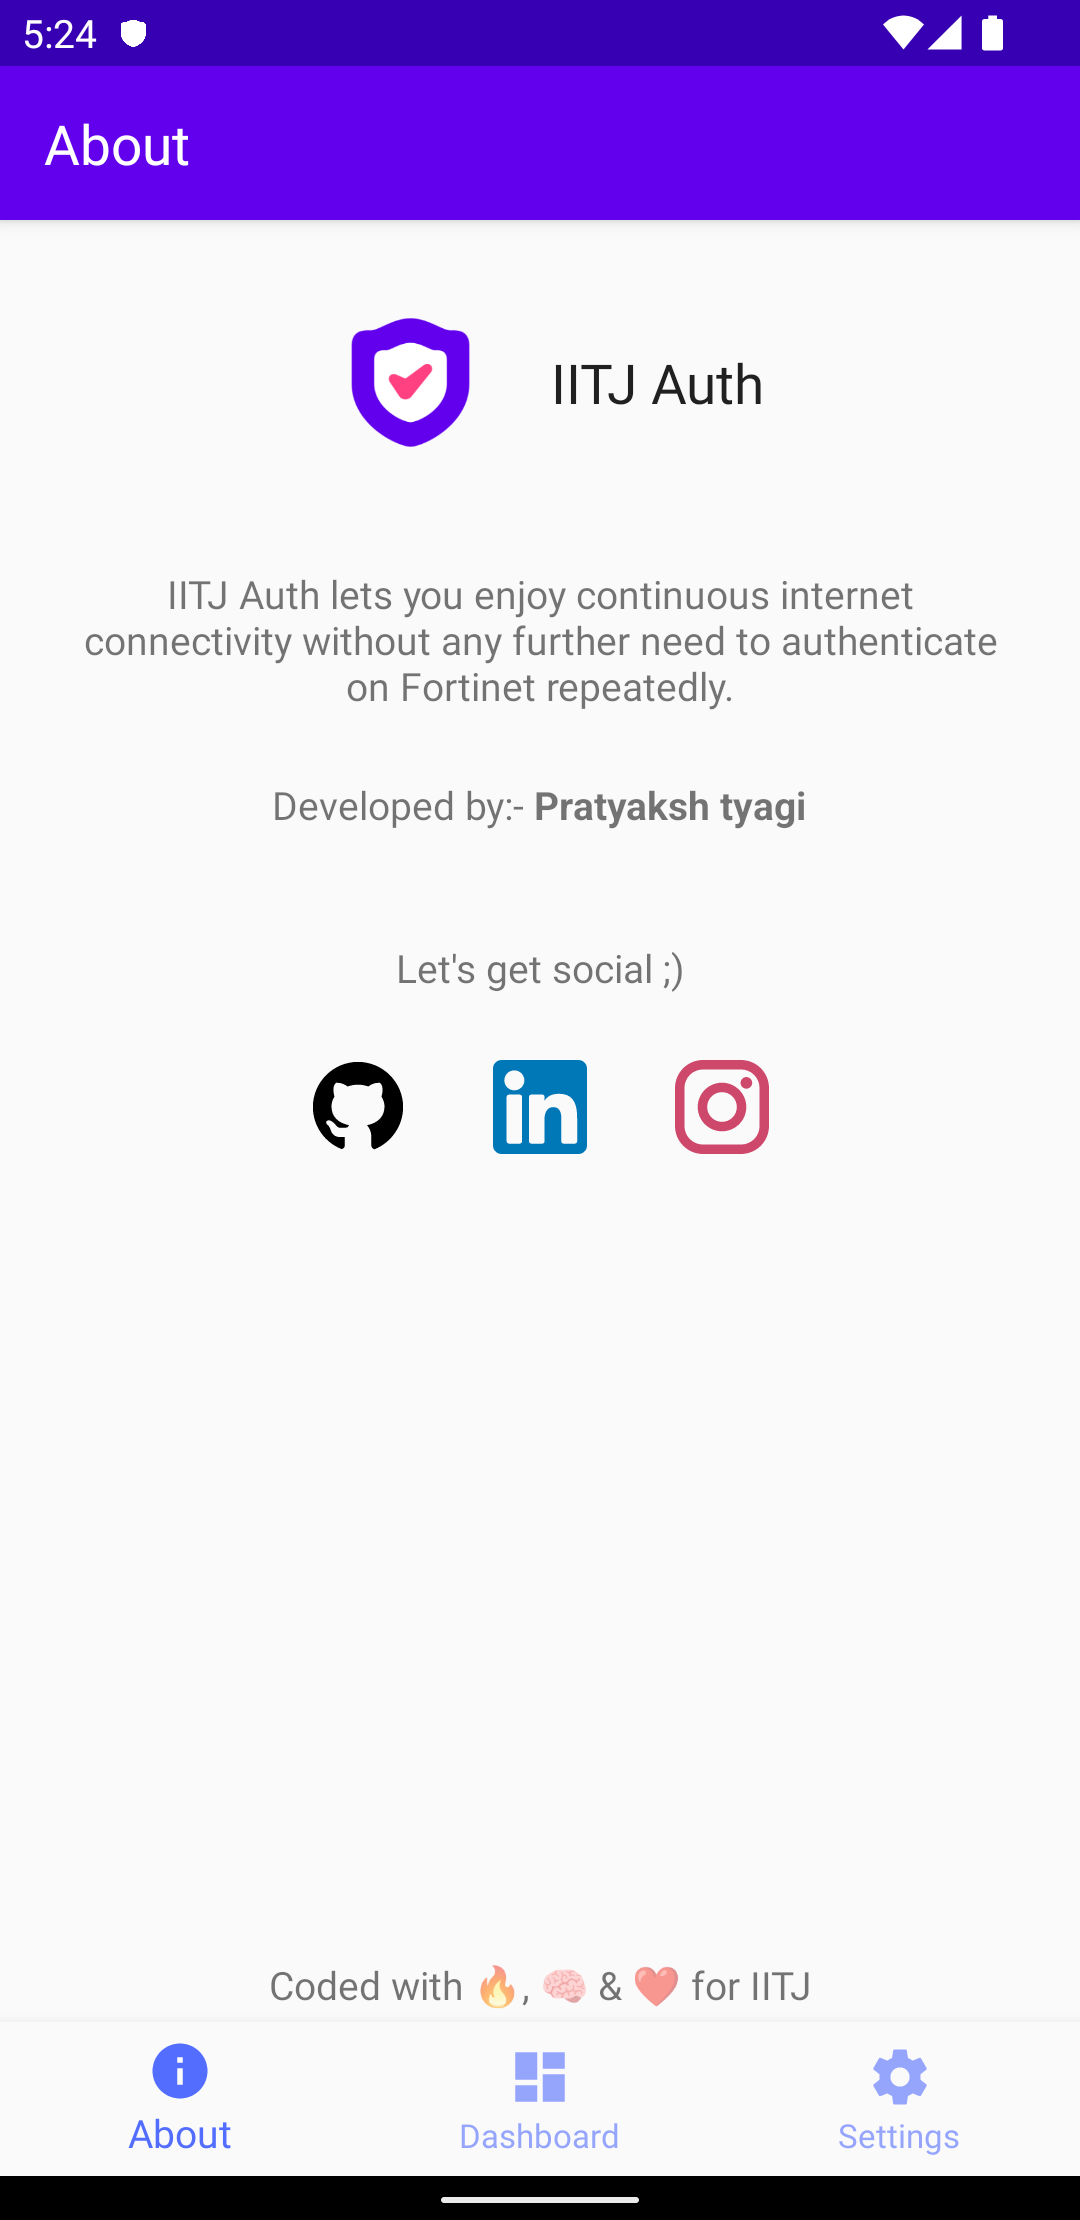 5:24
About
IITJ Auth
IITJ Auth lets you enjoy continuous internet
connectivity without any further need to authenticate
on Fortinet repeatedly.
Developed by:- Pratyaksh tyagi
Let's get social ;)
in
Coded with 🔥, 🧠 & ❤️ for IITJ
About
Dashboard
Settings